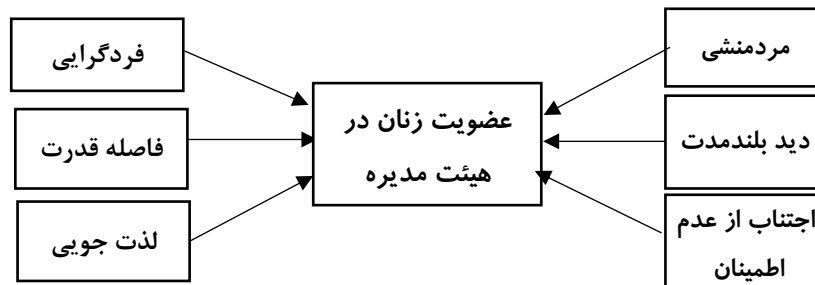 مردمنشی
دید بلندمدت
اجتناب از عدم
اطمینان
عضویت زنان در
هیئت مدیره
فردگرایی
فاصله قدرت
لذت جویی